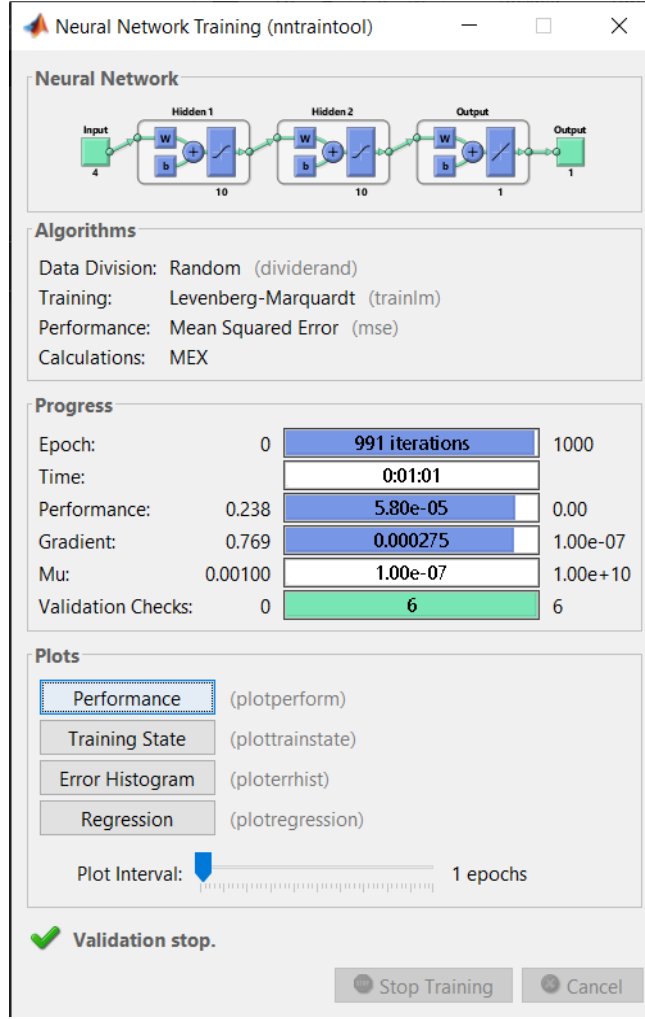 Neural Network Training (nntraintool)
Neural Network
Hidden 1 Hidden 2 Output
Input Output
W W W
b b b
4 10 10 1 1
Algorithms
Data Division: Random (dividerand)
Training: Levenberg-Marquardt (trainlm)
Performance: Mean Squared Error (mse)
Calculations: MEX
Progress
Epoch: 0 991 iterations 1000
Time: 0:01:01
Performance: 0.238 5.80e-05 0.00
Gradient: 0.769 0.000275 1.00e-07
Mu: 0.00100 1.00e-07 1.00e+10
Validation Checks: 0 6 6
Plots
Performance (plotperform)
Training State (plottrainstate)
Error Histogram (ploterrhist)
Regression (plotregression)
Plot Interval: 1 epochs
Validation stop.
Stop Training Cancel